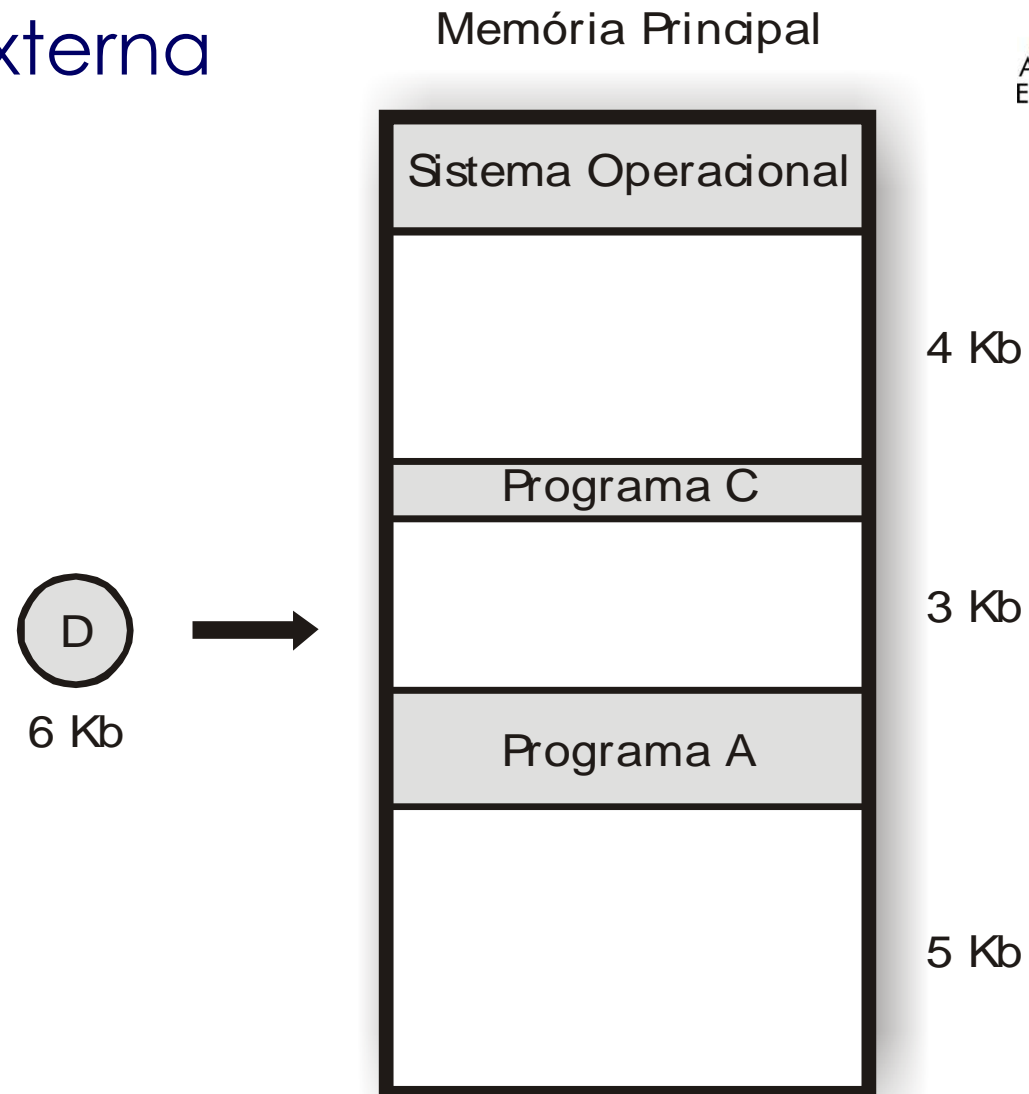 xterna
Memória Principal
A
E
Sistema Operacional
4 Kb
Programa C
3 Kb
D
6 Kb
Programa A
5 Kb